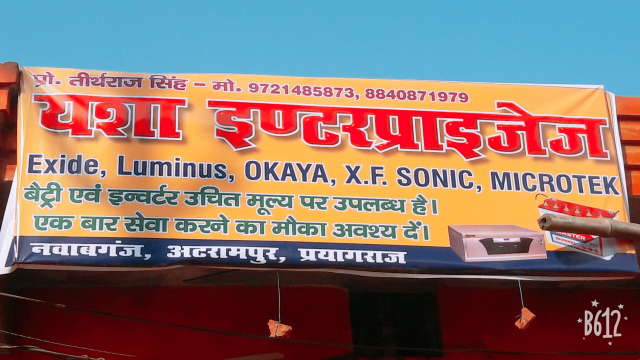 प्रो. तीर्थराज सिंह – मो. 9721485873, 8840871979
यशा इण्टरप्राइजेज
Exide, Luminus, OKAYA, X.F. SONIC, MICROTEK
बैट्री एवं इन्वर्टर उचित मूल्य पर उपलब्ध है।
एक बार सेवा करने का मौका अवश्य दें।
नवाबगंज, अटरामपुर, प्रयागराज
B612